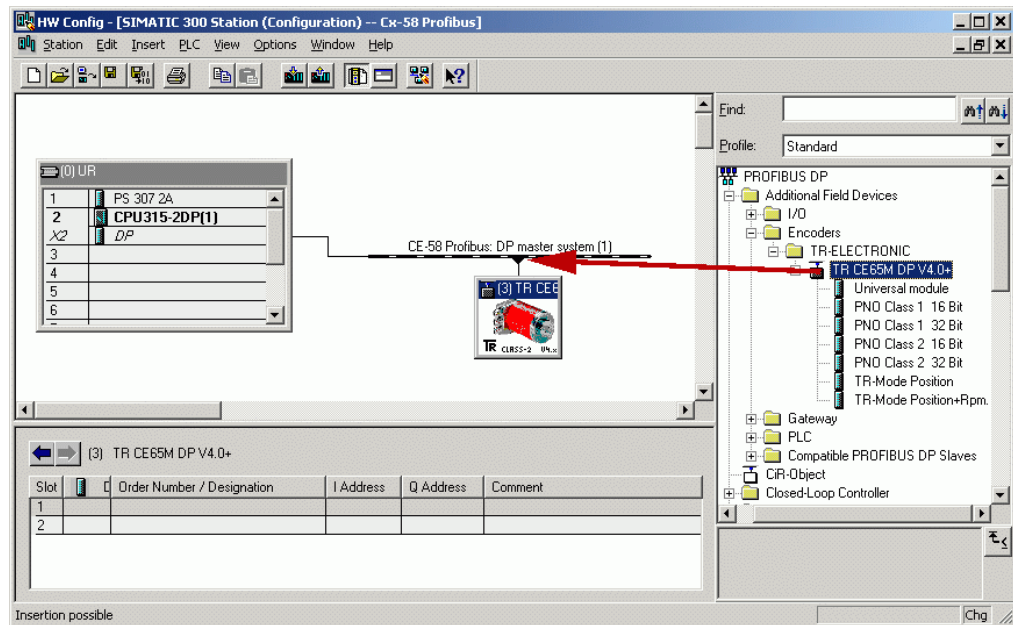 HW Config - [SIMATIC 300 Station (Configuration) -- Cx-58 Profibus]
Station Edit Insert PLC View Options Window Help
(0) UR
1 PS 307 2A
2 CPU315-2DP(1)
X2 DP
3
4
5
6
CE-58 Profibus: DP master system (1)
(3) TR CE6
TR CLASS-2 V4.x
Find:
Profile: Standard
PROFIBUS DP
Additional Field Devices
I/O
Encoders
TR-ELECTRONIC
TR CE65M DP V4.0+
Universal module
PNO Class 1 16 Bit
PNO Class 1 32 Bit
PNO Class 2 16 Bit
PNO Class 2 32 Bit
TR-Mode Position
TR-Mode Position+Rpm.
Gateway
PLC
Compatible PROFIBUS DP Slaves
CiR-Object
Closed-Loop Controller
(3) TR CE65M DP V4.0+
Slot Order Number / Designation I Address Q Address Comment
1
2
Insertion possible
Chg